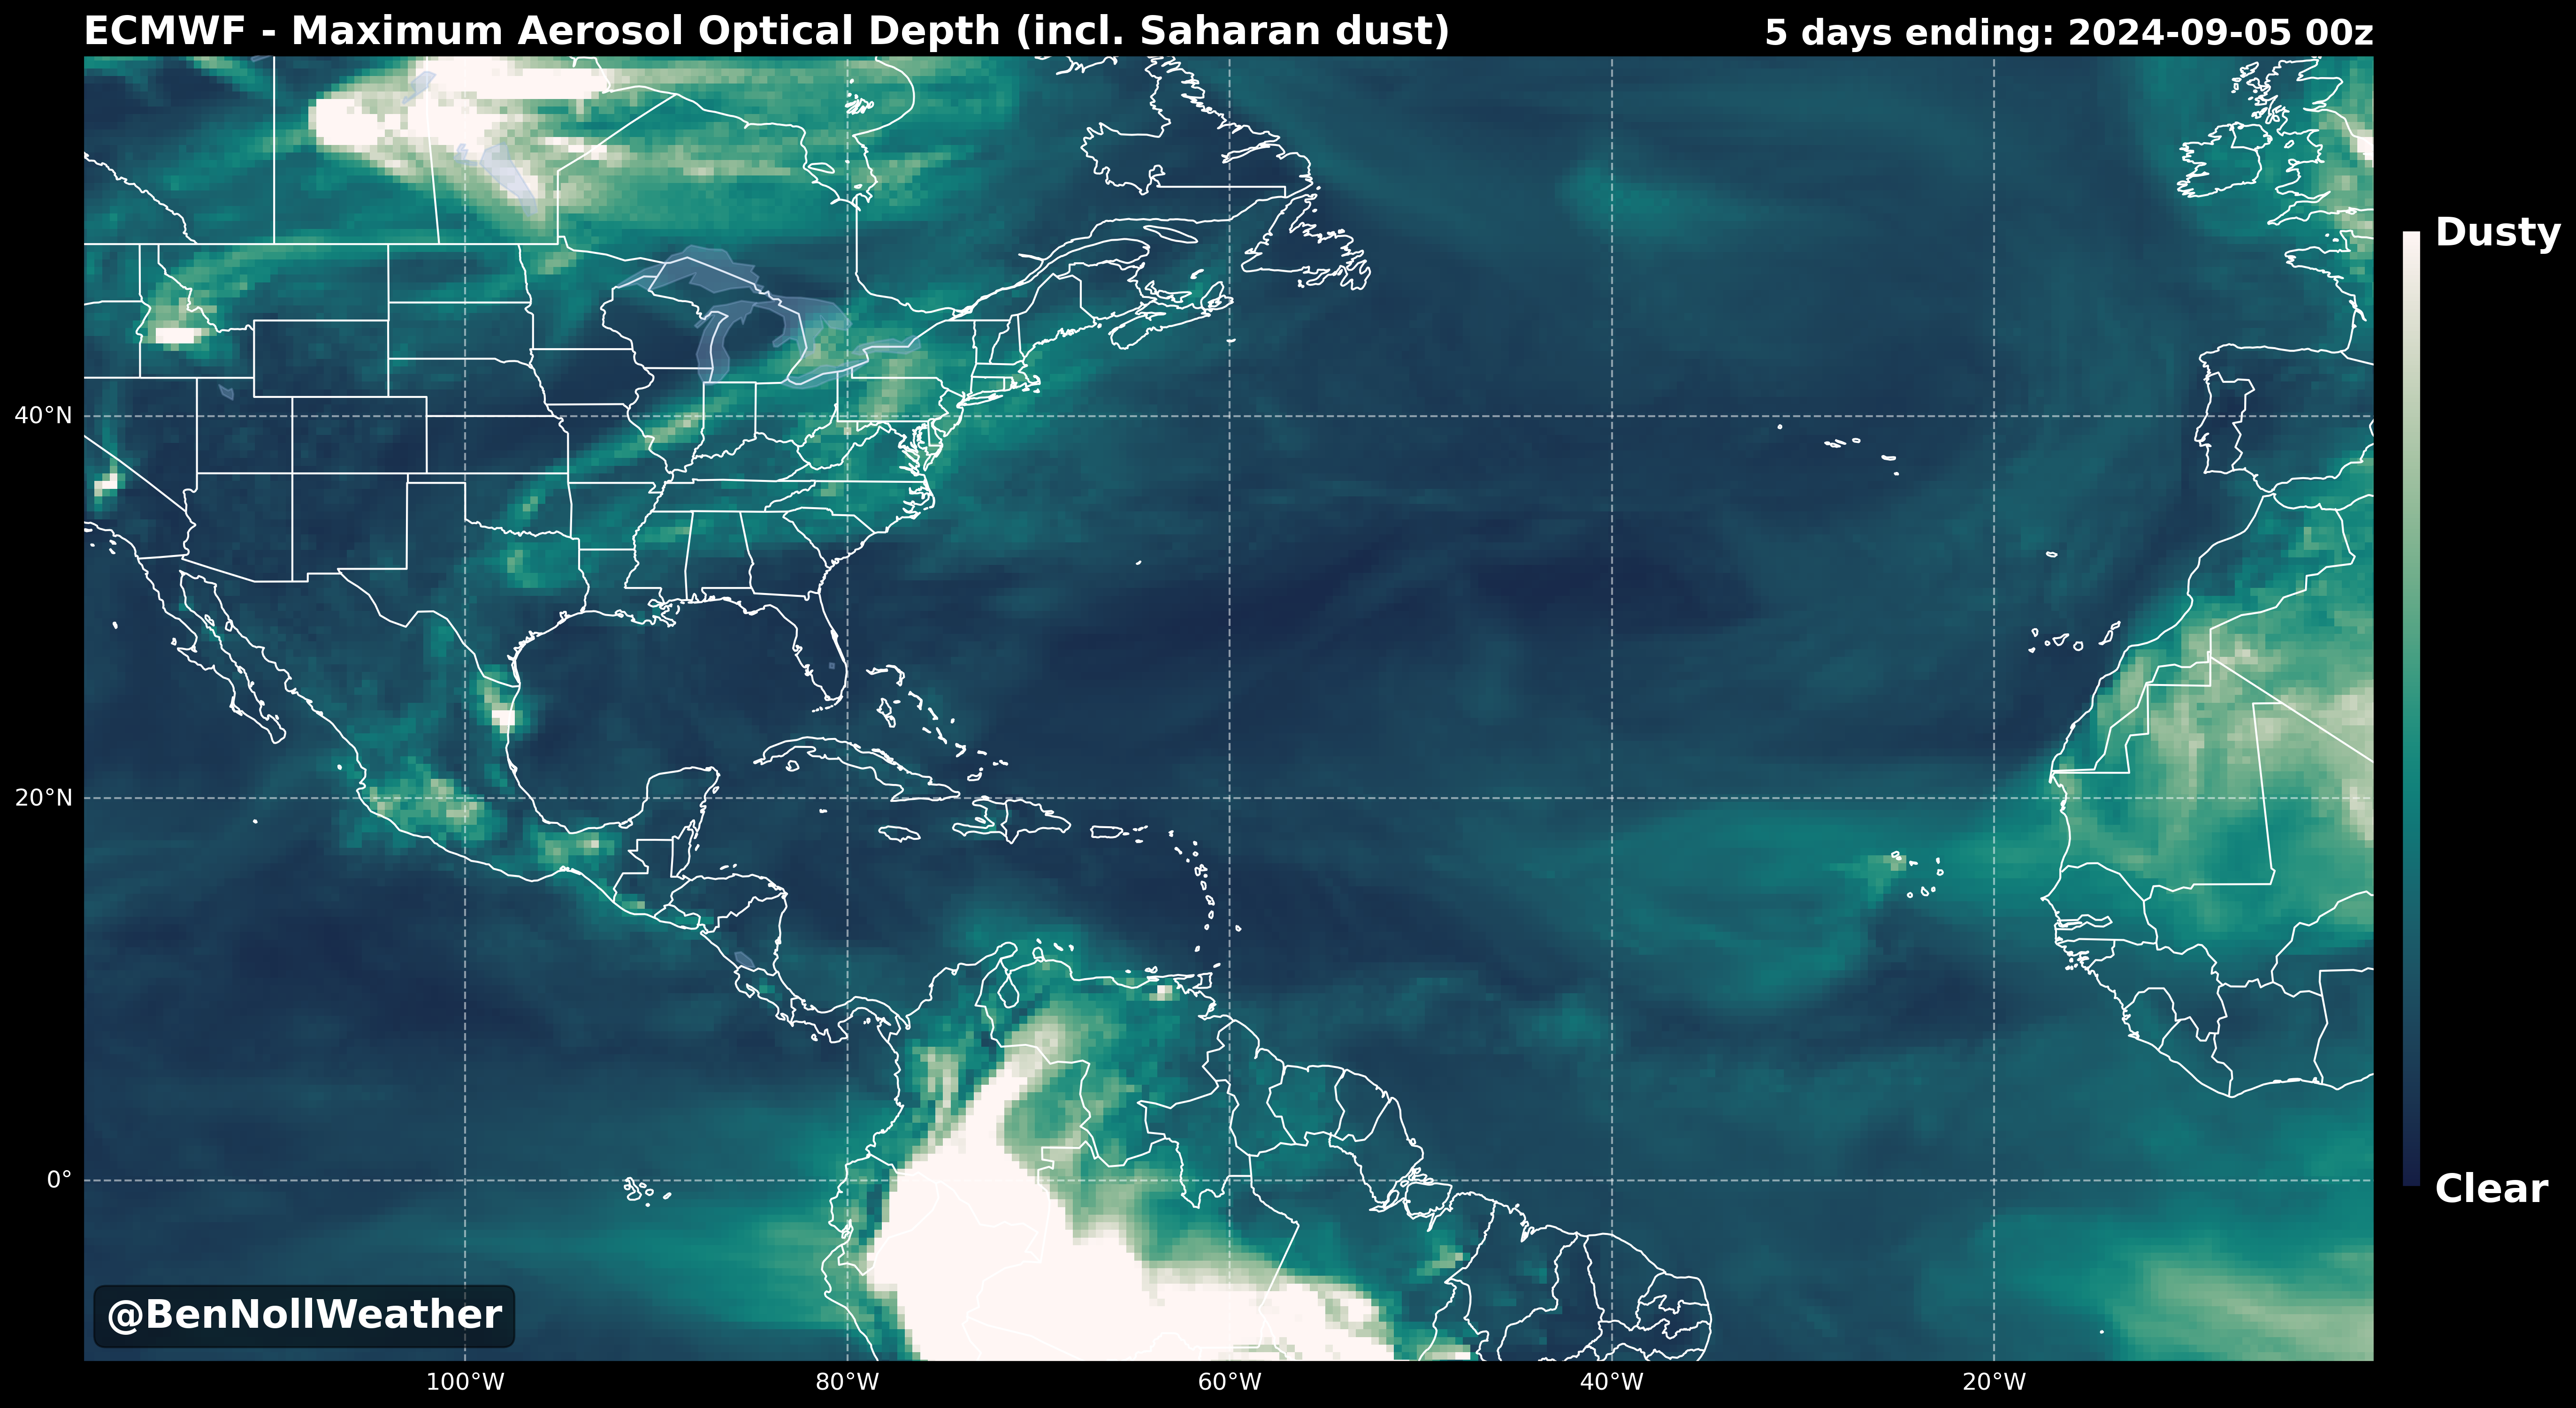 ECMWF - Maximum Aerosol Optical Depth (incl. Saharan dust)
5 days ending: 2024-09-05 00z
Dusty
40°N
20°N
0°
Clear
@BenNollWeather
100°W
80°W
60°W
40°W
20°W